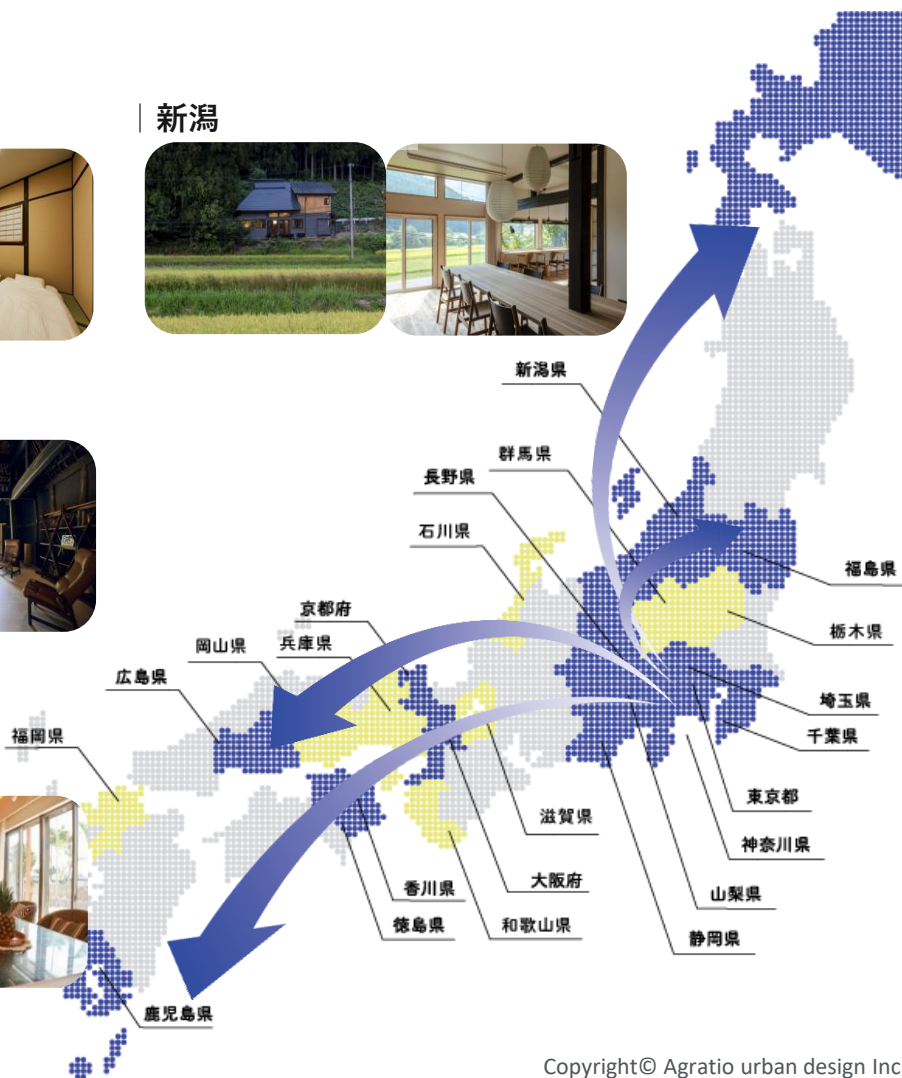 新潟
新潟県
群馬県
長野県
石川県
福島県
京都府
栃木県
岡山県
兵庫県
広島県
埼玉県
福岡県
千葉県
東京都
滋賀県
神奈川県
大阪府
香川県
山梨県
徳島県
和歌山県
静岡県
鹿児島県
Copyright© Agratio urban design Inc